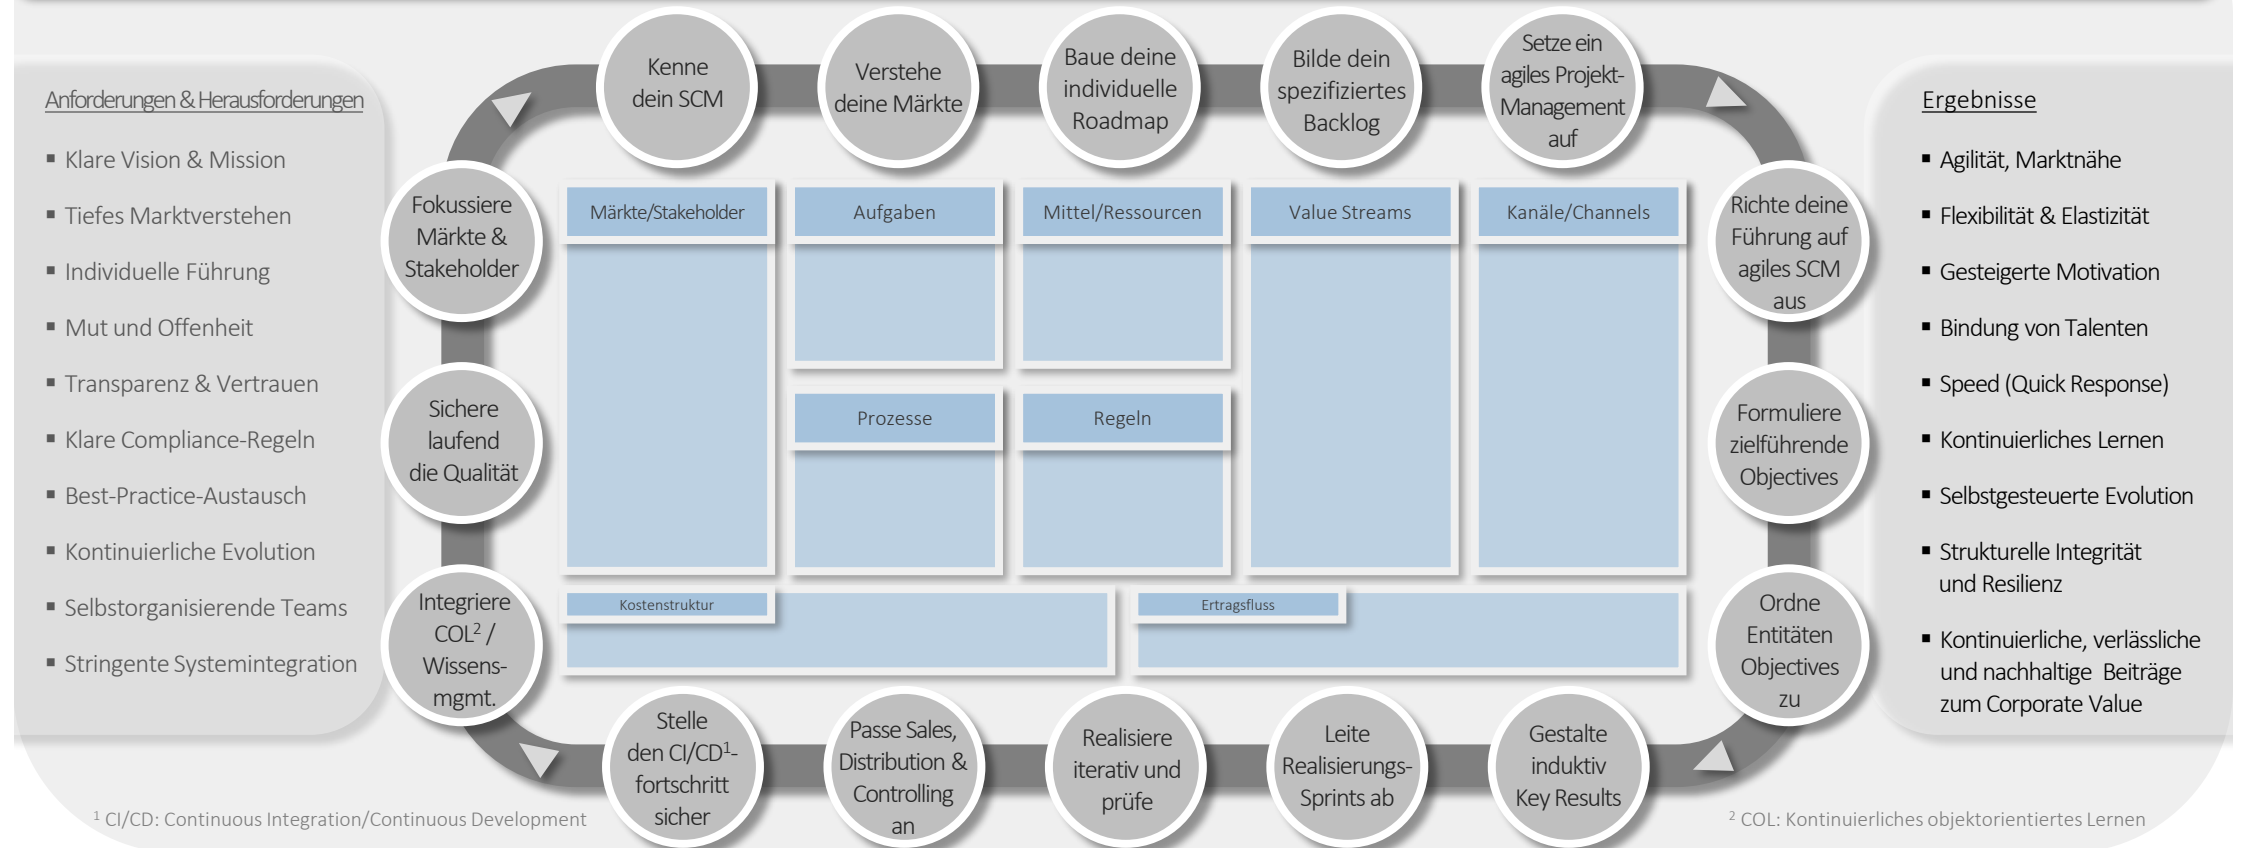 Anforderungen & Herausforderungen
▪ Klare Vision & Mission
▪ Tiefes Marktverstehen
▪ Individuelle Führung
▪ Mut und Offenheit
▪ Transparenz & Vertrauen
▪ Klare Compliance-Regeln
▪ Best-Practice-Austausch
▪ Kontinuierliche Evolution
▪ Selbstorganisierende Teams
▪ Stringente Systemintegration
Kenne
dein SCM
Verstehe
deine Märkte
Baue deine
individuelle
Roadmap
Bilde dein
spezifiziertes
Backlog
Setze ein
agiles Projekt-
Management
auf
Richte deine
Führung auf
agiles SCM
aus
Formuliere
zielführende
Objectives
Ordne
Entitäten
Objectives
zu
Gestalte
induktiv
Key Results
Leite
Realisierungs-
Sprints ab
Realisiere
iterativ und
prüfe
Passe Sales,
Distribution &
Controlling
an
Stelle
den CI/CD¹-
fortschritt
sicher
Integriere
COL² /
Wissens-
mgmt.
Sichere
laufend
die Qualität
Fokussiere
Märkte &
Stakeholder
Märkte/Stakeholder
Aufgaben
Mittel/Ressourcen
Value Streams
Kanäle/Channels
Prozesse
Regeln
Kostenstruktur
Ertragsfluss
Ergebnisse
▪ Agilität, Marktnähe
▪ Flexibilität & Elastizität
▪ Gesteigerte Motivation
▪ Bindung von Talenten
▪ Speed (Quick Response)
▪ Kontinuierliches Lernen
▪ Selbstgesteuerte Evolution
▪ Strukturelle Integrität
und Resilienz
▪ Kontinuierliche, verlässliche
und nachhaltige Beiträge
zum Corporate Value
¹ CI/CD: Continuous Integration/Continuous Development
² COL: Kontinuierliches objektorientiertes Lernen